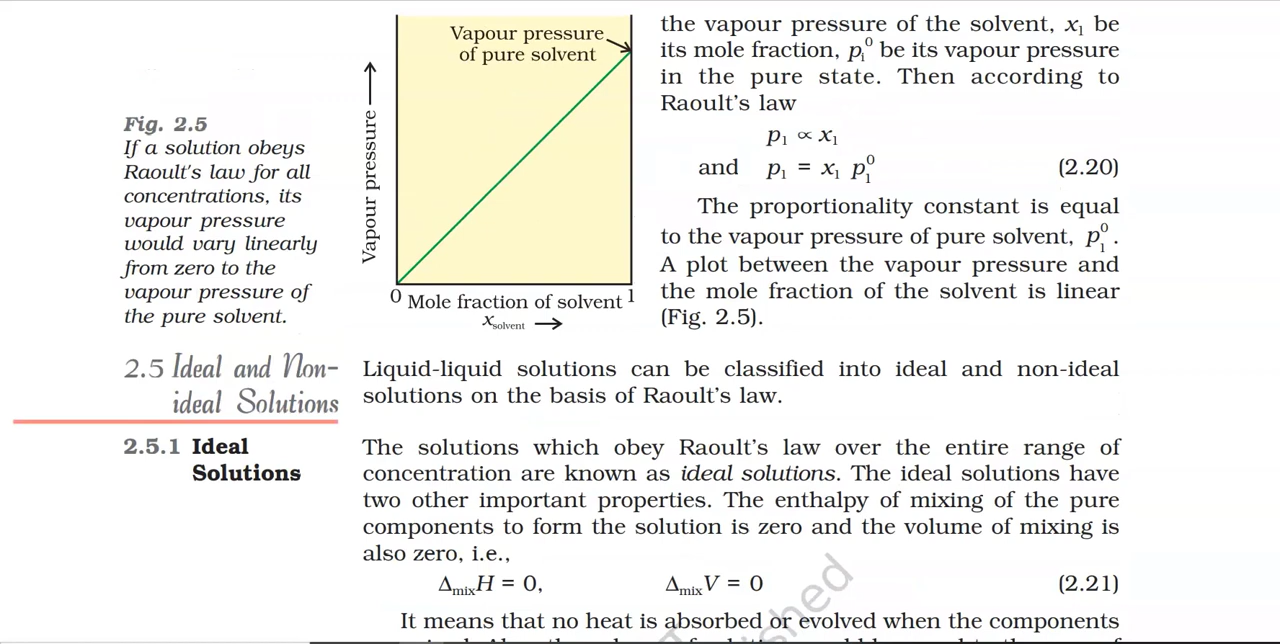 Vapour pressure
of pure solvent
Vapour pressure
0 Mole fraction of solvent 1
x_solvent
Fig. 2.5
If a solution obeys
Raoult's law for all
concentrations, its
vapour pressure
would vary linearly
from zero to the
vapour pressure of
the pure solvent.
the vapour pressure of the solvent, x₁ be
its mole fraction, p₁⁰ be its vapour pressure
in the pure state. Then according to
Raoult's law
p₁ ∝ x₁
and p₁ = x₁ p₁⁰ (2.20)
The proportionality constant is equal
to the vapour pressure of pure solvent, p₁⁰ .
A plot between the vapour pressure and
the mole fraction of the solvent is linear
(Fig. 2.5).
2.5 Ideal and Non-
ideal Solutions
Liquid-liquid solutions can be classified into ideal and non-ideal
solutions on the basis of Raoult's law.
2.5.1 Ideal
Solutions
The solutions which obey Raoult's law over the entire range of
concentration are known as ideal solutions. The ideal solutions have
two other important properties. The enthalpy of mixing of the pure
components to form the solution is zero and the volume of mixing is
also zero, i.e.,
Δ_mix H = 0, Δ_mix V = 0 (2.21)
It means that no heat is absorbed or evolved when the components